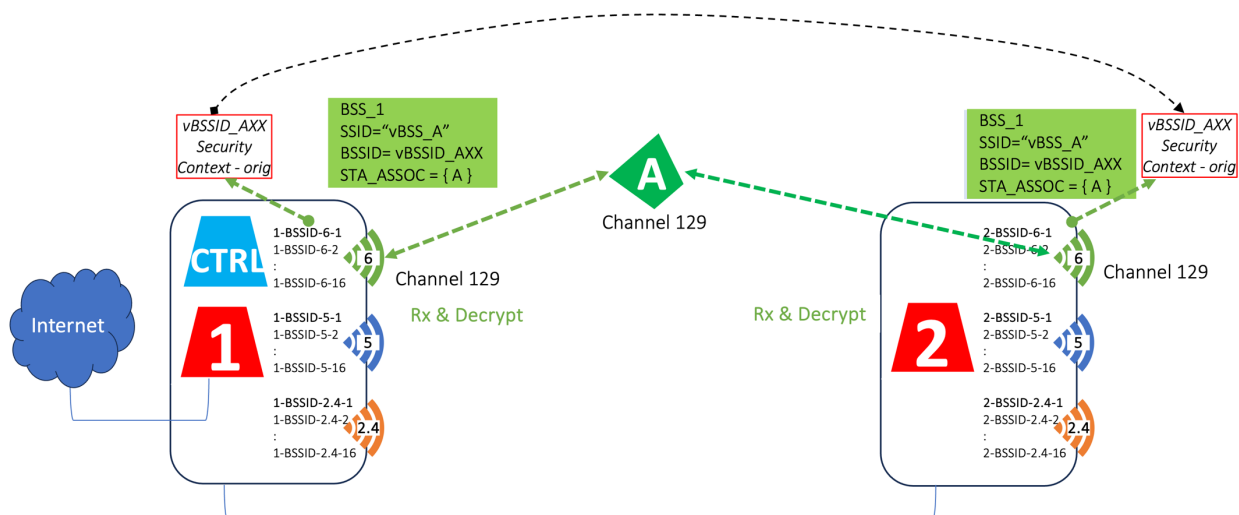 vBSSID_AXX
Security
Context - orig
BSS_1
SSID="vBSS_A"
BSSID= vBSSID_AXX
STA_ASSOC = { A }
A
Channel 129
BSS_1
SSID="vBSS_A"
BSSID= vBSSID_AXX
STA_ASSOC = { A }
vBSSID_AXX
Security
Context - orig
Internet
CTRL
1
1-BSSID-6-1
1-BSSID-6-2
:
1-BSSID-6-16
6
Channel 129
Rx & Decrypt
1-BSSID-5-1
1-BSSID-5-2
:
1-BSSID-5-16
5
1-BSSID-2.4-1
1-BSSID-2.4-2
:
1-BSSID-2.4-16
2.4
Rx & Decrypt
2
2-BSSID-6-1
2-BSSID-6-2
:
2-BSSID-6-16
6
Channel 129
2-BSSID-5-1
2-BSSID-5-2
:
2-BSSID-5-16
5
2-BSSID-2.4-1
2-BSSID-2.4-2
:
2-BSSID-2.4-16
2.4